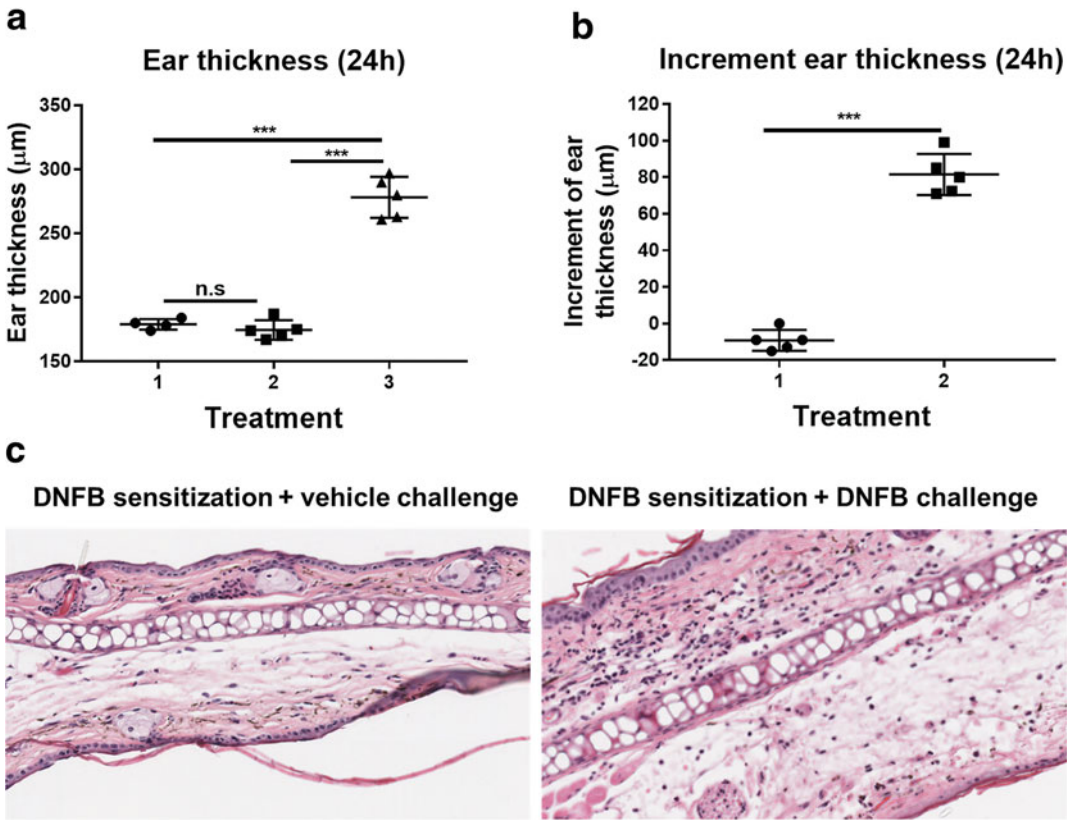 a
Ear thickness (24h)
Ear thickness (μm)
350
300
250
200
150
***
***
n.s
1 2 3
Treatment
b
Increment ear thickness (24h)
Increment of ear
thickness (μm)
120
100
80
60
40
20
0
-20
***
1 2
Treatment
c
DNFB sensitization + vehicle challenge
DNFB sensitization + DNFB challenge